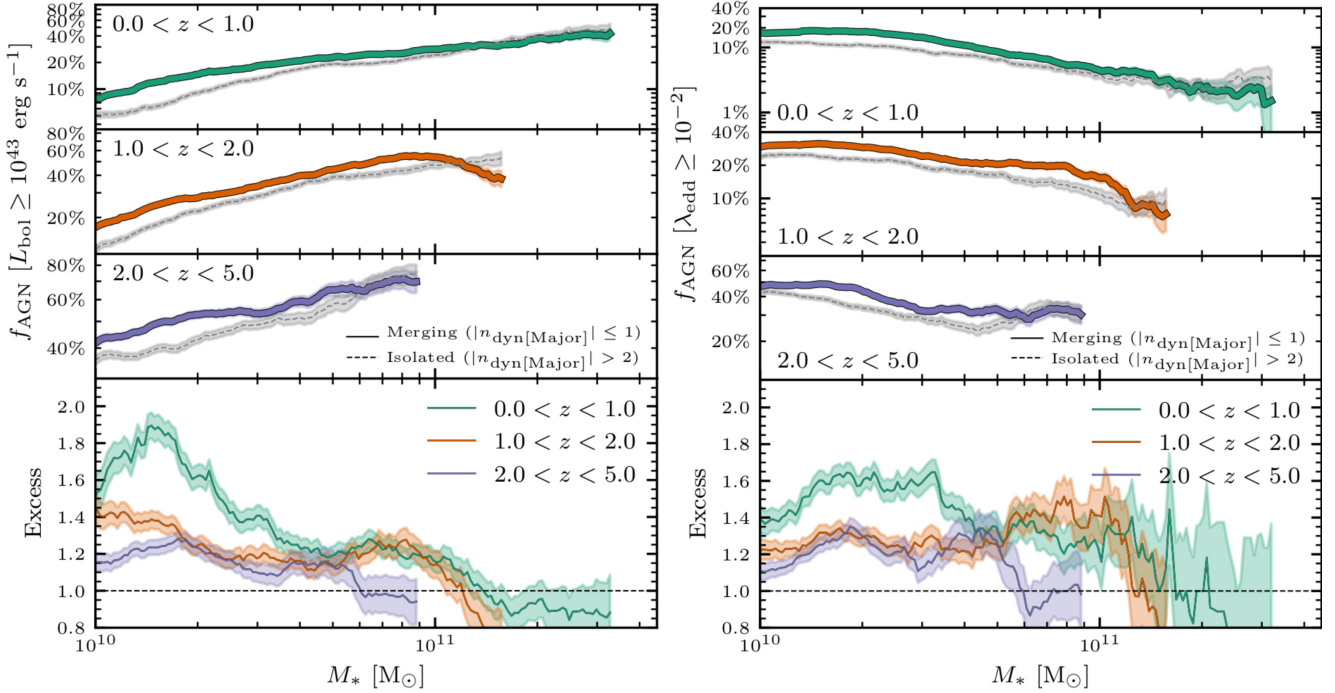 f_AGN [L_bol ≥ 10^43 erg s^−1]
80%
60%
40%
20%
10%
0.0 < z < 1.0
80%
60%
40%
20%
1.0 < z < 2.0
80%
60%
40%
2.0 < z < 5.0
Merging (|n_dyn[Major]| ≤ 1)
Isolated (|n_dyn[Major]| > 2)
Excess
2.0
1.8
1.6
1.4
1.2
1.0
0.8
0.0 < z < 1.0
1.0 < z < 2.0
2.0 < z < 5.0
10^10
10^11
M_* [M_⊙]
f_AGN [λ_edd ≥ 10^−2]
40%
20%
10%
1%
0.0 < z < 1.0
40%
20%
10%
1.0 < z < 2.0
60%
40%
20%
2.0 < z < 5.0
Merging (|n_dyn[Major]| ≤ 1)
Isolated (|n_dyn[Major]| > 2)
Excess
2.0
1.8
1.6
1.4
1.2
1.0
0.8
0.0 < z < 1.0
1.0 < z < 2.0
2.0 < z < 5.0
10^10
10^11
M_* [M_⊙]